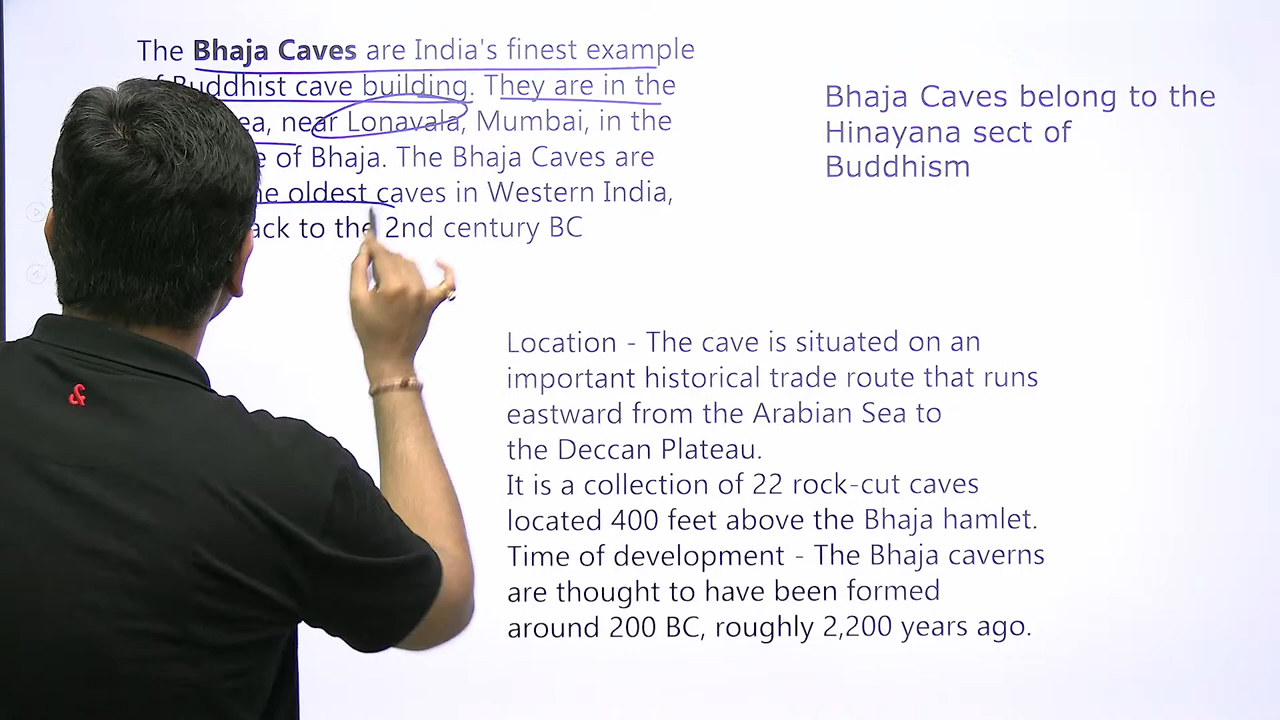 The Bhaja Caves are India's finest example
Buddhist cave building. They are in the
near Lonavala, Mumbai, in the
of Bhaja. The Bhaja Caves are
oldest caves in Western India,
to the 2nd century BC
Bhaja Caves belong to the
Hinayana sect of
Buddhism
Location - The cave is situated on an
important historical trade route that runs
eastward from the Arabian Sea to
the Deccan Plateau.
It is a collection of 22 rock-cut caves
located 400 feet above the Bhaja hamlet.
Time of development - The Bhaja caverns
are thought to have been formed
around 200 BC, roughly 2,200 years ago.